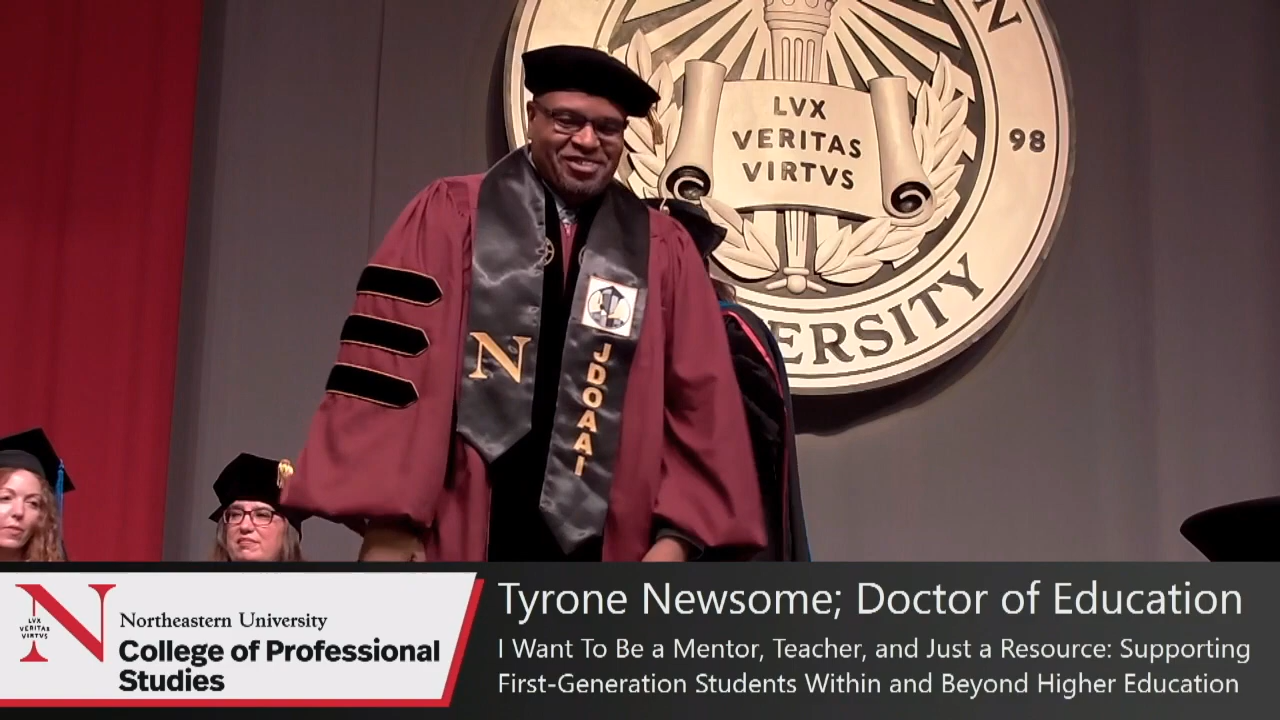 N
98
LVX
VERITAS
VIRTVS
ERSITY
N
JDOAAI
N
LVX
VERITAS
VIRTVS
Northeastern University
College of Professional
Studies
Tyrone Newsome; Doctor of Education
I Want To Be a Mentor, Teacher, and Just a Resource: Supporting
First-Generation Students Within and Beyond Higher Education